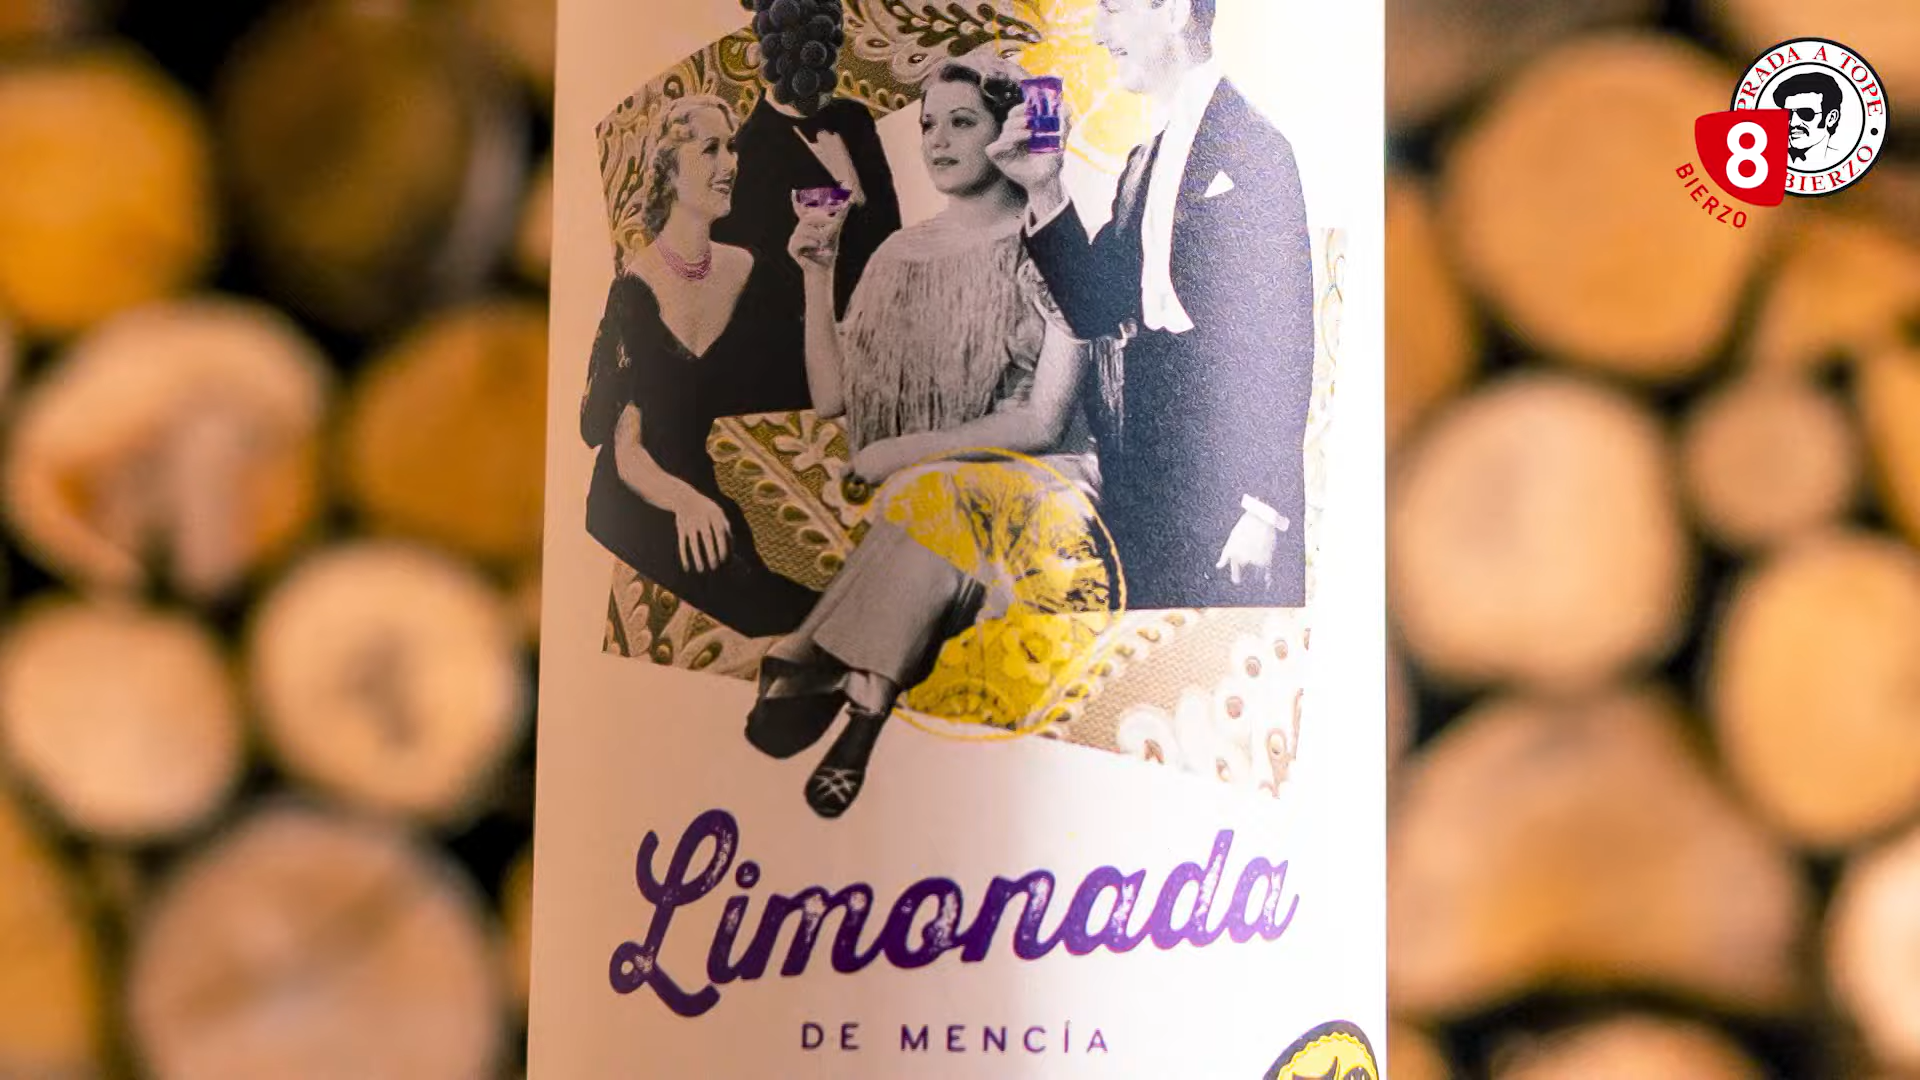 PRADA A TOPE
BIERZO
8
BIERZO
Limonada
DE MENCÍA